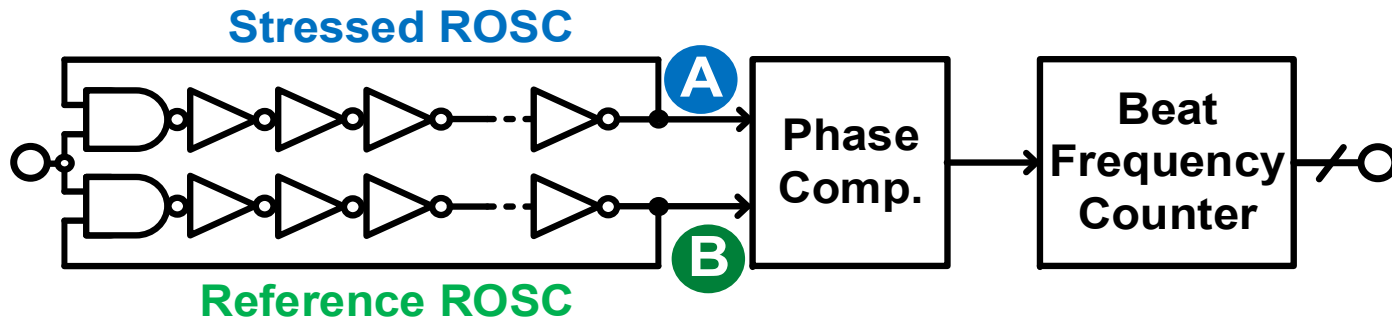 Stressed ROSC
A
Phase
Comp.
Beat
Frequency
Counter
B
Reference ROSC